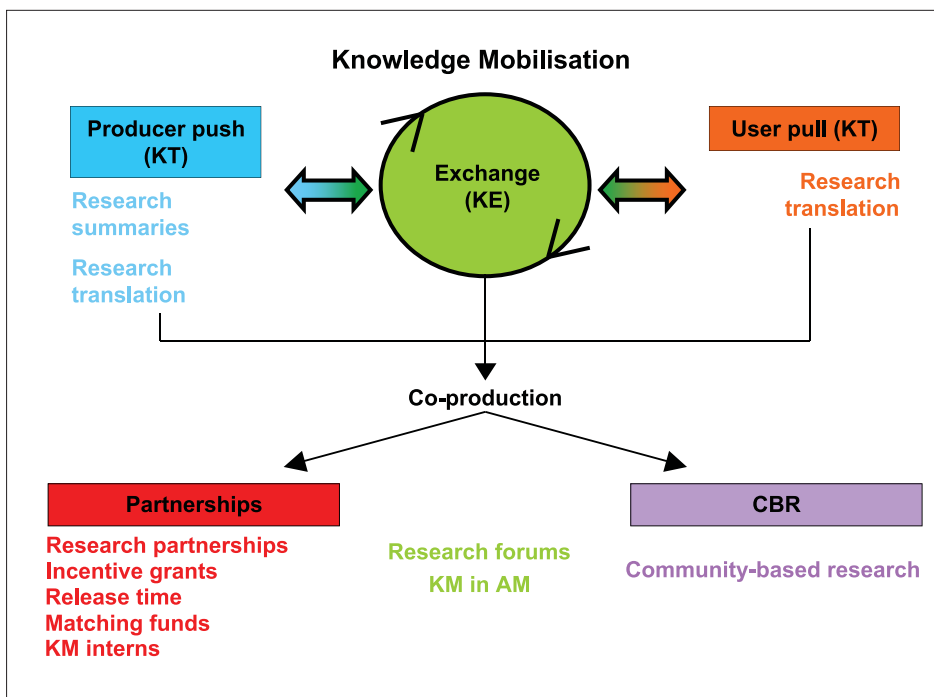 Knowledge Mobilisation
Producer push
(KT)
Research
summaries
Research
translation
Exchange
(KE)
User pull (KT)
Research
translation
Co-production
Partnerships
Research partnerships
Incentive grants
Release time
Matching funds
KM interns
Research forums
KM in AM
CBR
Community-based research